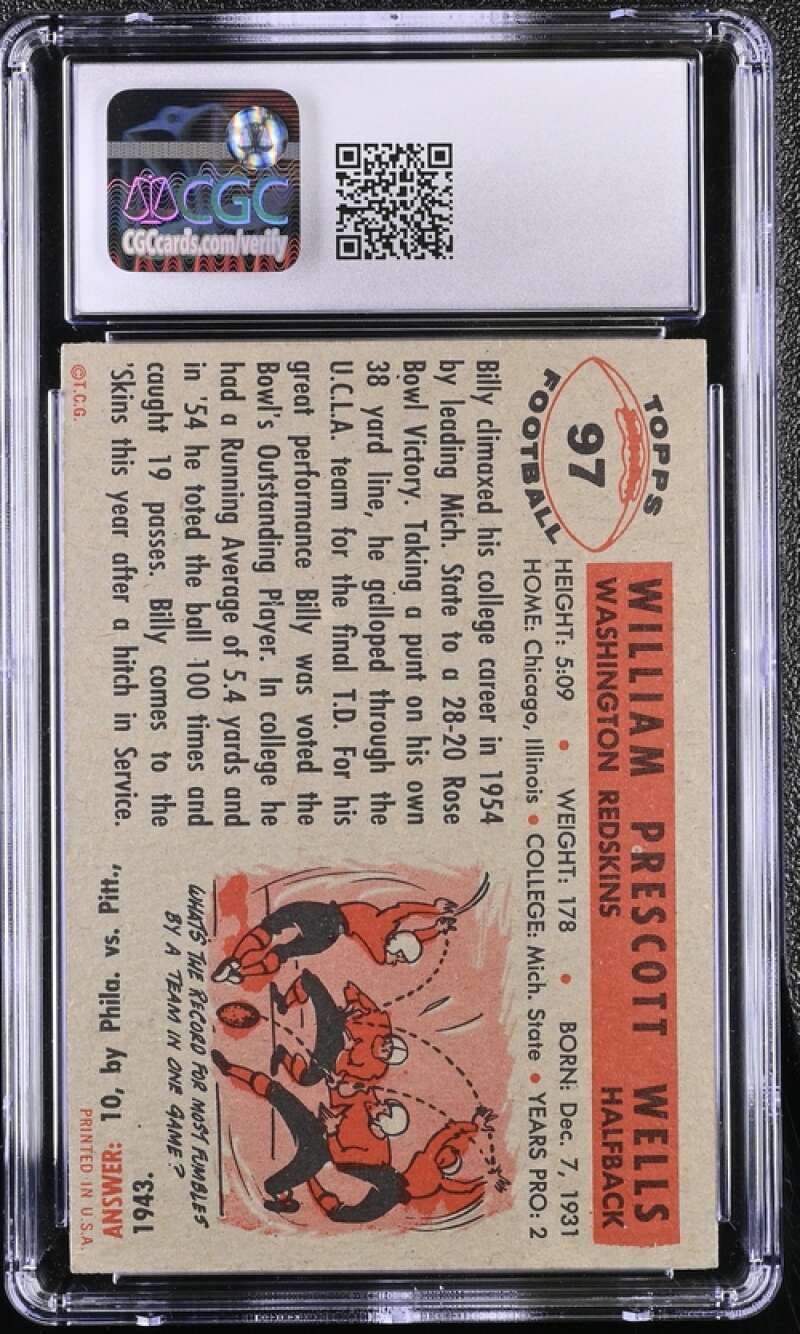 CGC
CGCcards.com/verify
TOPPS
97
FOOTBALL
WILLIAM PRESCOTT WELLS
WASHINGTON REDSKINS HALFBACK
HEIGHT: 5:09 • WEIGHT: 178 • BORN: Dec. 7, 1931
HOME: Chicago, Illinois • COLLEGE: Mich. State • YEARS PRO: 2
Billy climaxed his college career in 1954
by leading Mich. State to a 28-20 Rose
Bowl Victory. Taking a punt on his own
38 yard line, he galloped through the
U.C.L.A. team for the final T.D. For his
great performance Billy was voted the
Bowl's Outstanding Player. In college he
had a Running Average of 5.4 yards and
in '54 he toted the ball 100 times and
caught 19 passes. Billy comes to the
'Skins this year after a hitch in Service.
WHAT'S THE RECORD FOR MOST FUMBLES
BY A TEAM IN ONE GAME?
ANSWER: 10, by Phila. vs. Pitt.,
1943.
©T.C.G.
PRINTED IN U.S.A.